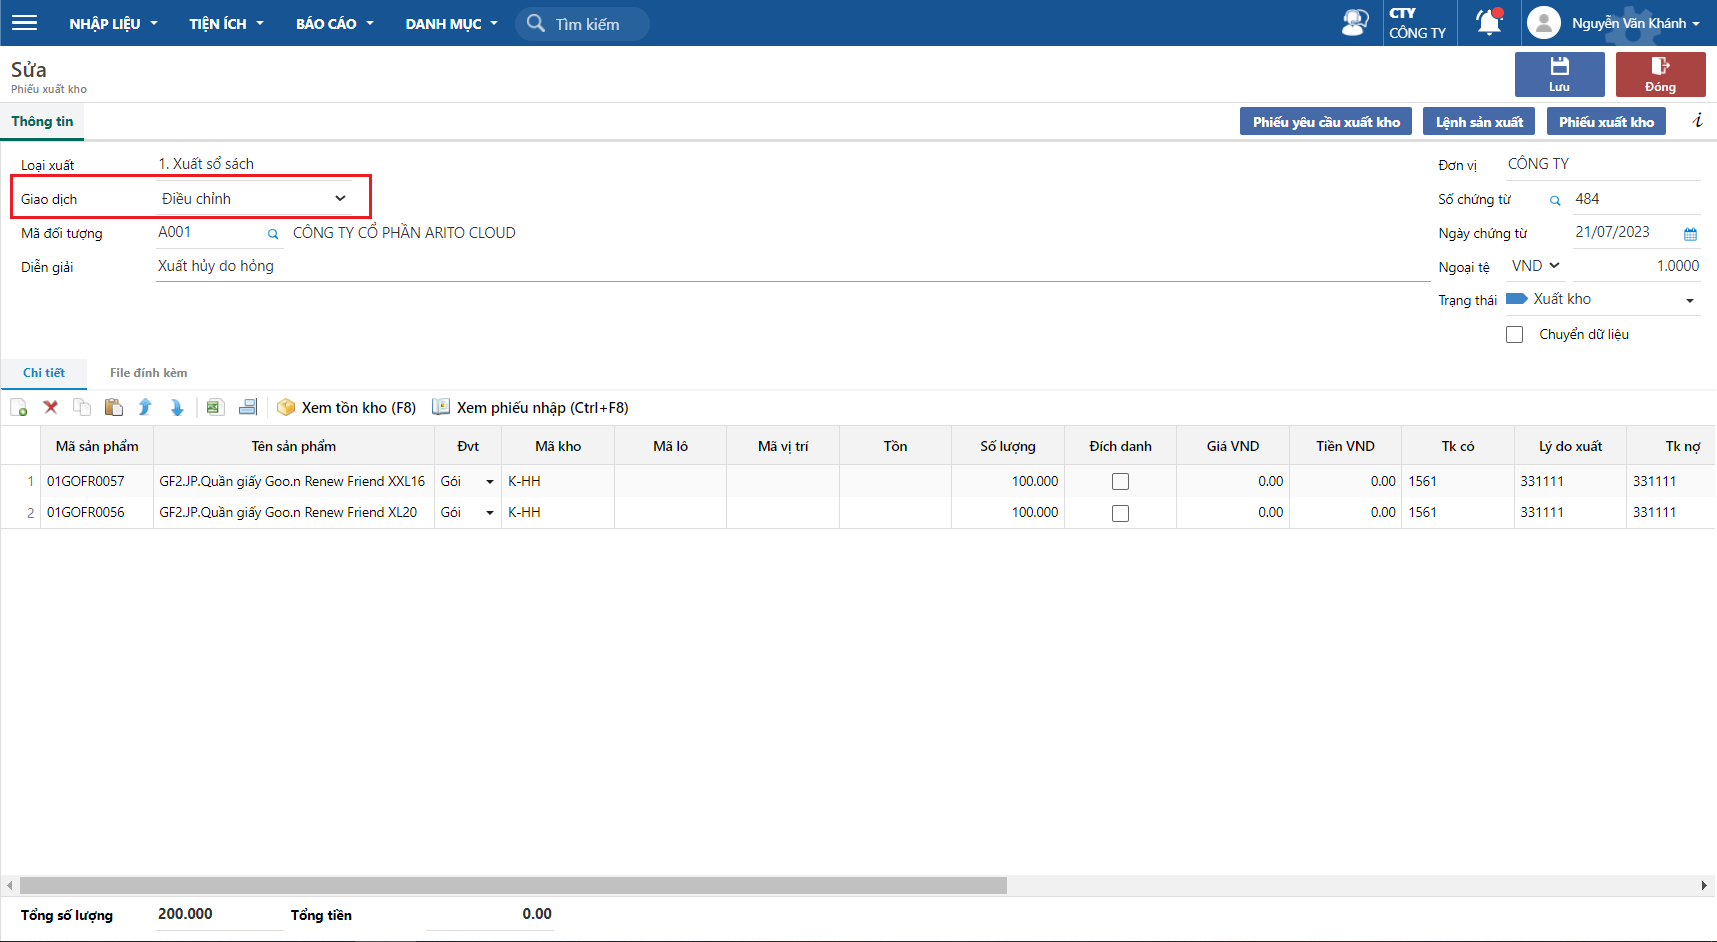 NHẬP LIỆU TIỆN ÍCH BÁO CÁO DANH MỤC Tìm kiếm CTY
CÔNG TY Nguyễn Văn Khánh
Sửa
Phiếu xuất kho
Lưu Đóng
Thông tin Phiếu yêu cầu xuất kho Lệnh sản xuất Phiếu xuất kho i
Loại xuất 1. Xuất sổ sách Đơn vị CÔNG TY
Giao dịch Điều chỉnh Số chứng từ 484
Mã đối tượng A001 CÔNG TY CỔ PHẦN ARITO CLOUD Ngày chứng từ 21/07/2023
Diễn giải Xuất hủy do hỏng Ngoại tệ VND 1.0000
Trạng thái Xuất kho
Chuyển dữ liệu
Chi tiết File đính kèm
Xem tồn kho (F8) Xem phiếu nhập (Ctrl+F8)
Mã sản phẩm Tên sản phẩm Đvt Mã kho Mã lô Mã vị trí Tồn Số lượng Đích danh Giá VND Tiền VND Tk có Lý do xuất Tk nợ
1 01GOFR0057 GF2.JP.Quần giấy Goo.n Renew Friend XXL16 Gói K-HH 100.000 0.00 0.00 1561 331111 331111
2 01GOFR0056 GF2.JP.Quần giấy Goo.n Renew Friend XL20 Gói K-HH 100.000 0.00 0.00 1561 331111 331111
Tổng số lượng 200.000 Tổng tiền 0.00